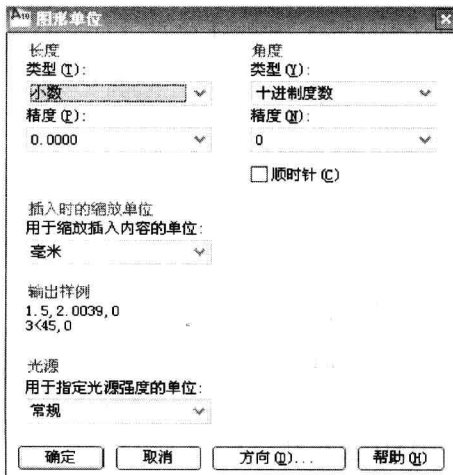 图形单位
长度
类型(T):
小数
精度(P):
0.0000
角度
类型(Y):
十进制度数
精度(N):
0
顺时针(C)
插入时的缩放单位
用于缩放插入内容的单位:
毫米
输出样例
1.5,2.0039,0
3<45,0
光源
用于指定光源强度的单位:
常规
确定
取消
方向(D)...
帮助(H)